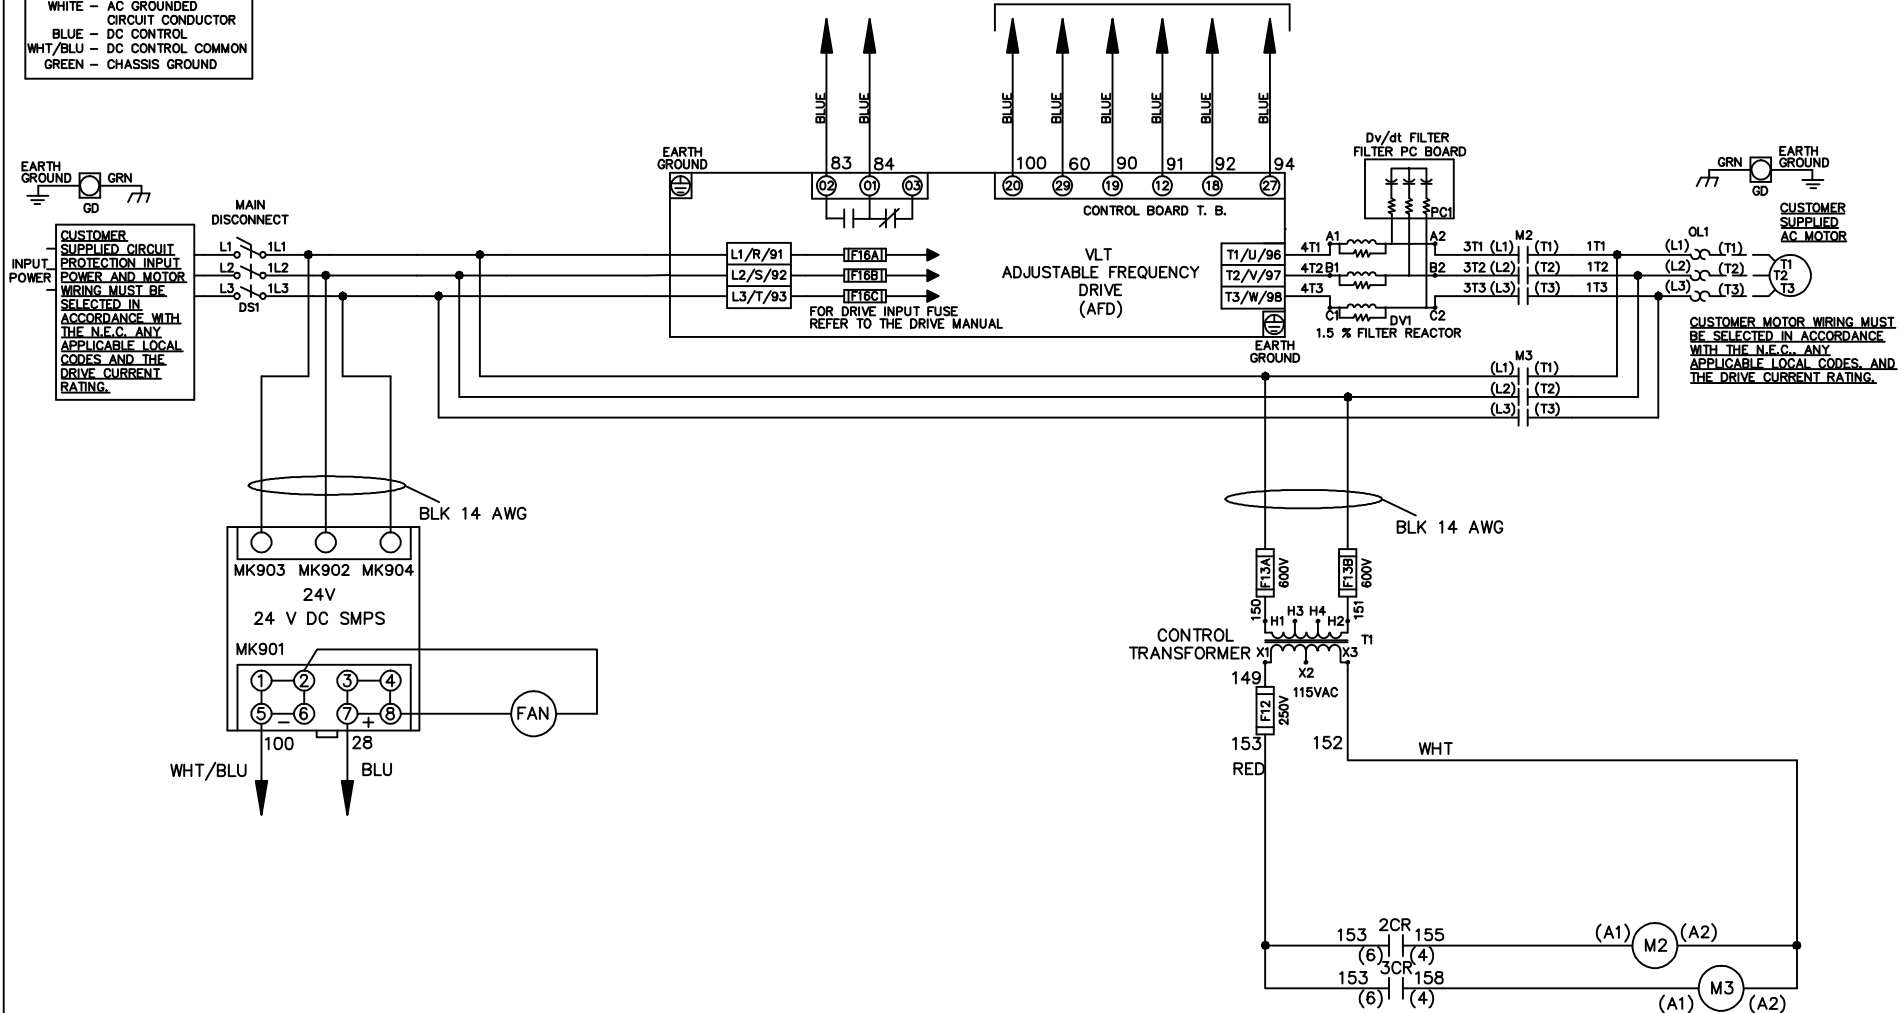 WHITE – AC GROUNDED
CIRCUIT CONDUCTOR
BLUE – DC CONTROL
WHT/BLU – DC CONTROL COMMON
GREEN – CHASSIS GROUND
BLUE
BLUE
BLUE
BLUE
BLUE
BLUE
BLUE
BLUE
EARTH
GROUND
GRN
GD
MAIN
DISCONNECT
INPUT
POWER
CUSTOMER
SUPPLIED CIRCUIT
PROTECTION INPUT
POWER AND MOTOR
WIRING MUST BE
SELECTED IN
ACCORDANCE WITH
THE N.E.C. ANY
APPLICABLE LOCAL
CODES AND THE
DRIVE CURRENT
RATING.
L1 1L1
L2 1L2
L3 1L3
DS1
EARTH
GROUND
83 84
02 01 03
100 60 90 91 92 94
20 29 19 12 18 27
CONTROL BOARD T. B.
L1/R/91
L2/S/92
L3/T/93
F16A
F16B
F16C
FOR DRIVE INPUT FUSE
REFER TO THE DRIVE MANUAL
VLT
ADJUSTABLE FREQUENCY
DRIVE
(AFD)
T1/U/96
T2/V/97
T3/W/98
EARTH
GROUND
Dv/dt FILTER
FILTER PC BOARD
PC1
4T1 A1 A2
4T2 B1 B2
4T3 C1 C2
DV1
1.5 % FILTER REACTOR
M2
3T1 (L1) (T1) 1T1
3T2 (L2) (T2) 1T2
3T3 (L3) (T3) 1T3
OL1
(L1) (T1)
(L2) (T2)
(L3) (T3)
T1
T2
T3
GRN
GD
EARTH
GROUND
CUSTOMER
SUPPLIED
AC MOTOR
CUSTOMER MOTOR WIRING MUST
BE SELECTED IN ACCORDANCE
WITH THE N.E.C., ANY
APPLICABLE LOCAL CODES, AND
THE DRIVE CURRENT RATING.
M3
(L1) (T1)
(L2) (T2)
(L3) (T3)
BLK 14 AWG
MK903 MK902 MK904
24V
24 V DC SMPS
MK901
1 2 3 4
5 – 6 7 + 8
FAN
100 28
WHT/BLU BLU
BLK 14 AWG
F13A 600V
F13B 600V
150 151
H1 H3 H4 H2
T1
CONTROL
TRANSFORMER
X1 X2 X3
149
115VAC
F12 250V
153 152
RED
WHT
2CR
153 155
(6) (4)
(A1) M2 (A2)
3CR
153 158
(6) (4)
(A1) M3 (A2)